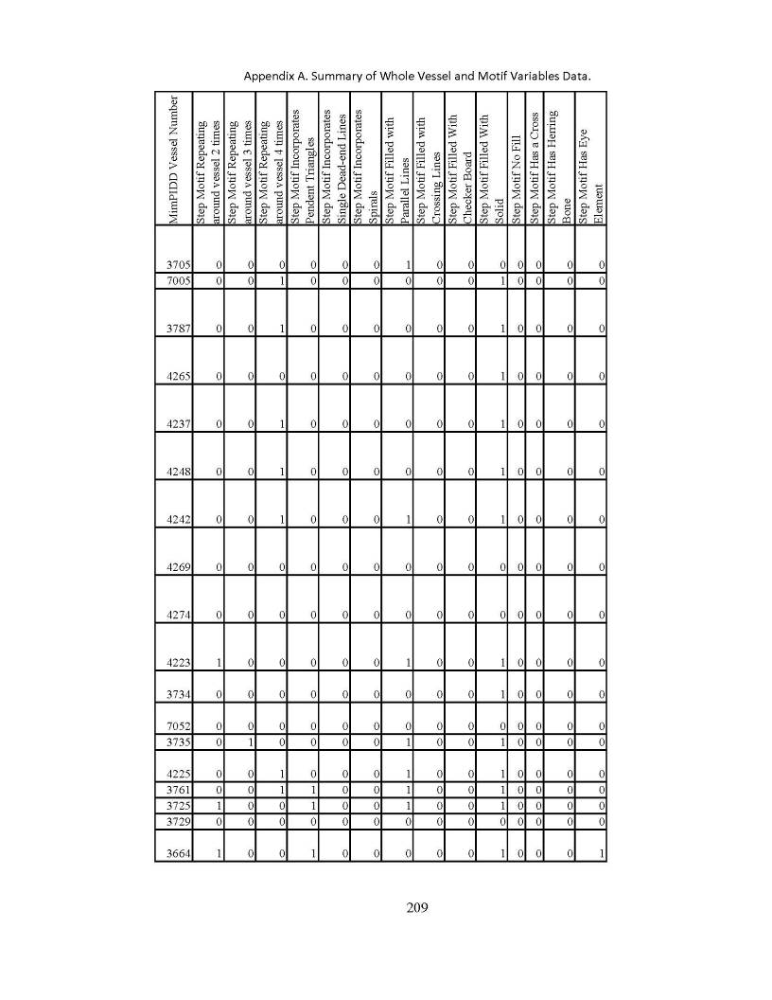 Appendix A. Summary of Whole Vessel and Motif Variables Data.
MimPIDD Vessel Number
Step Motif Repeating
around vessel 2 times
Step Motif Repeating
around vessel 3 times
Step Motif Repeating
around vessel 4 times
Step Motif Incorporates
Pendent Triangles
Step Motif Incorporates
Single Dead-end Lines
Step Motif Incorporates
Spirals
Step Motif Filled with
Parallel Lines
Step Motif Filled with
Crossing Lines
Step Motif Filled With
Checker Board
Step Motif Filled With
Solid
Step Motif No Fill
Step Motif Has a Cross
Step Motif Has Herring
Bone
Step Motif Has Eye
Element
3705 0 0 0 0 0 0 1 0 0 0 0 0 0 0
7005 0 0 1 0 0 0 0 0 0 1 0 0 0 0
3787 0 0 1 0 0 0 0 0 0 1 0 0 0 0
4265 0 0 0 0 0 0 0 0 0 1 0 0 0 0
4237 0 0 1 0 0 0 0 0 0 1 0 0 0 0
4248 0 0 1 0 0 0 0 0 0 1 0 0 0 0
4242 0 0 1 0 0 0 1 0 0 1 0 0 0 0
4269 0 0 0 0 0 0 0 0 0 0 0 0 0 0
4274 0 0 0 0 0 0 0 0 0 0 0 0 0 0
4223 1 0 0 0 0 0 1 0 0 1 0 0 0 0
3734 0 0 0 0 0 0 0 0 0 1 0 0 0 0
7052 0 0 0 0 0 0 0 0 0 0 0 0 0 0
3735 0 1 0 0 0 0 1 0 0 1 0 0 0 0
4225 0 0 1 0 0 0 1 0 0 1 0 0 0 0
3761 0 0 1 1 0 0 1 0 0 1 0 0 0 0
3725 1 0 0 1 0 0 1 0 0 1 0 0 0 0
3729 0 0 0 0 0 0 0 0 0 0 0 0 0 0
3664 1 0 0 1 0 0 0 0 0 1 0 0 0 1
209